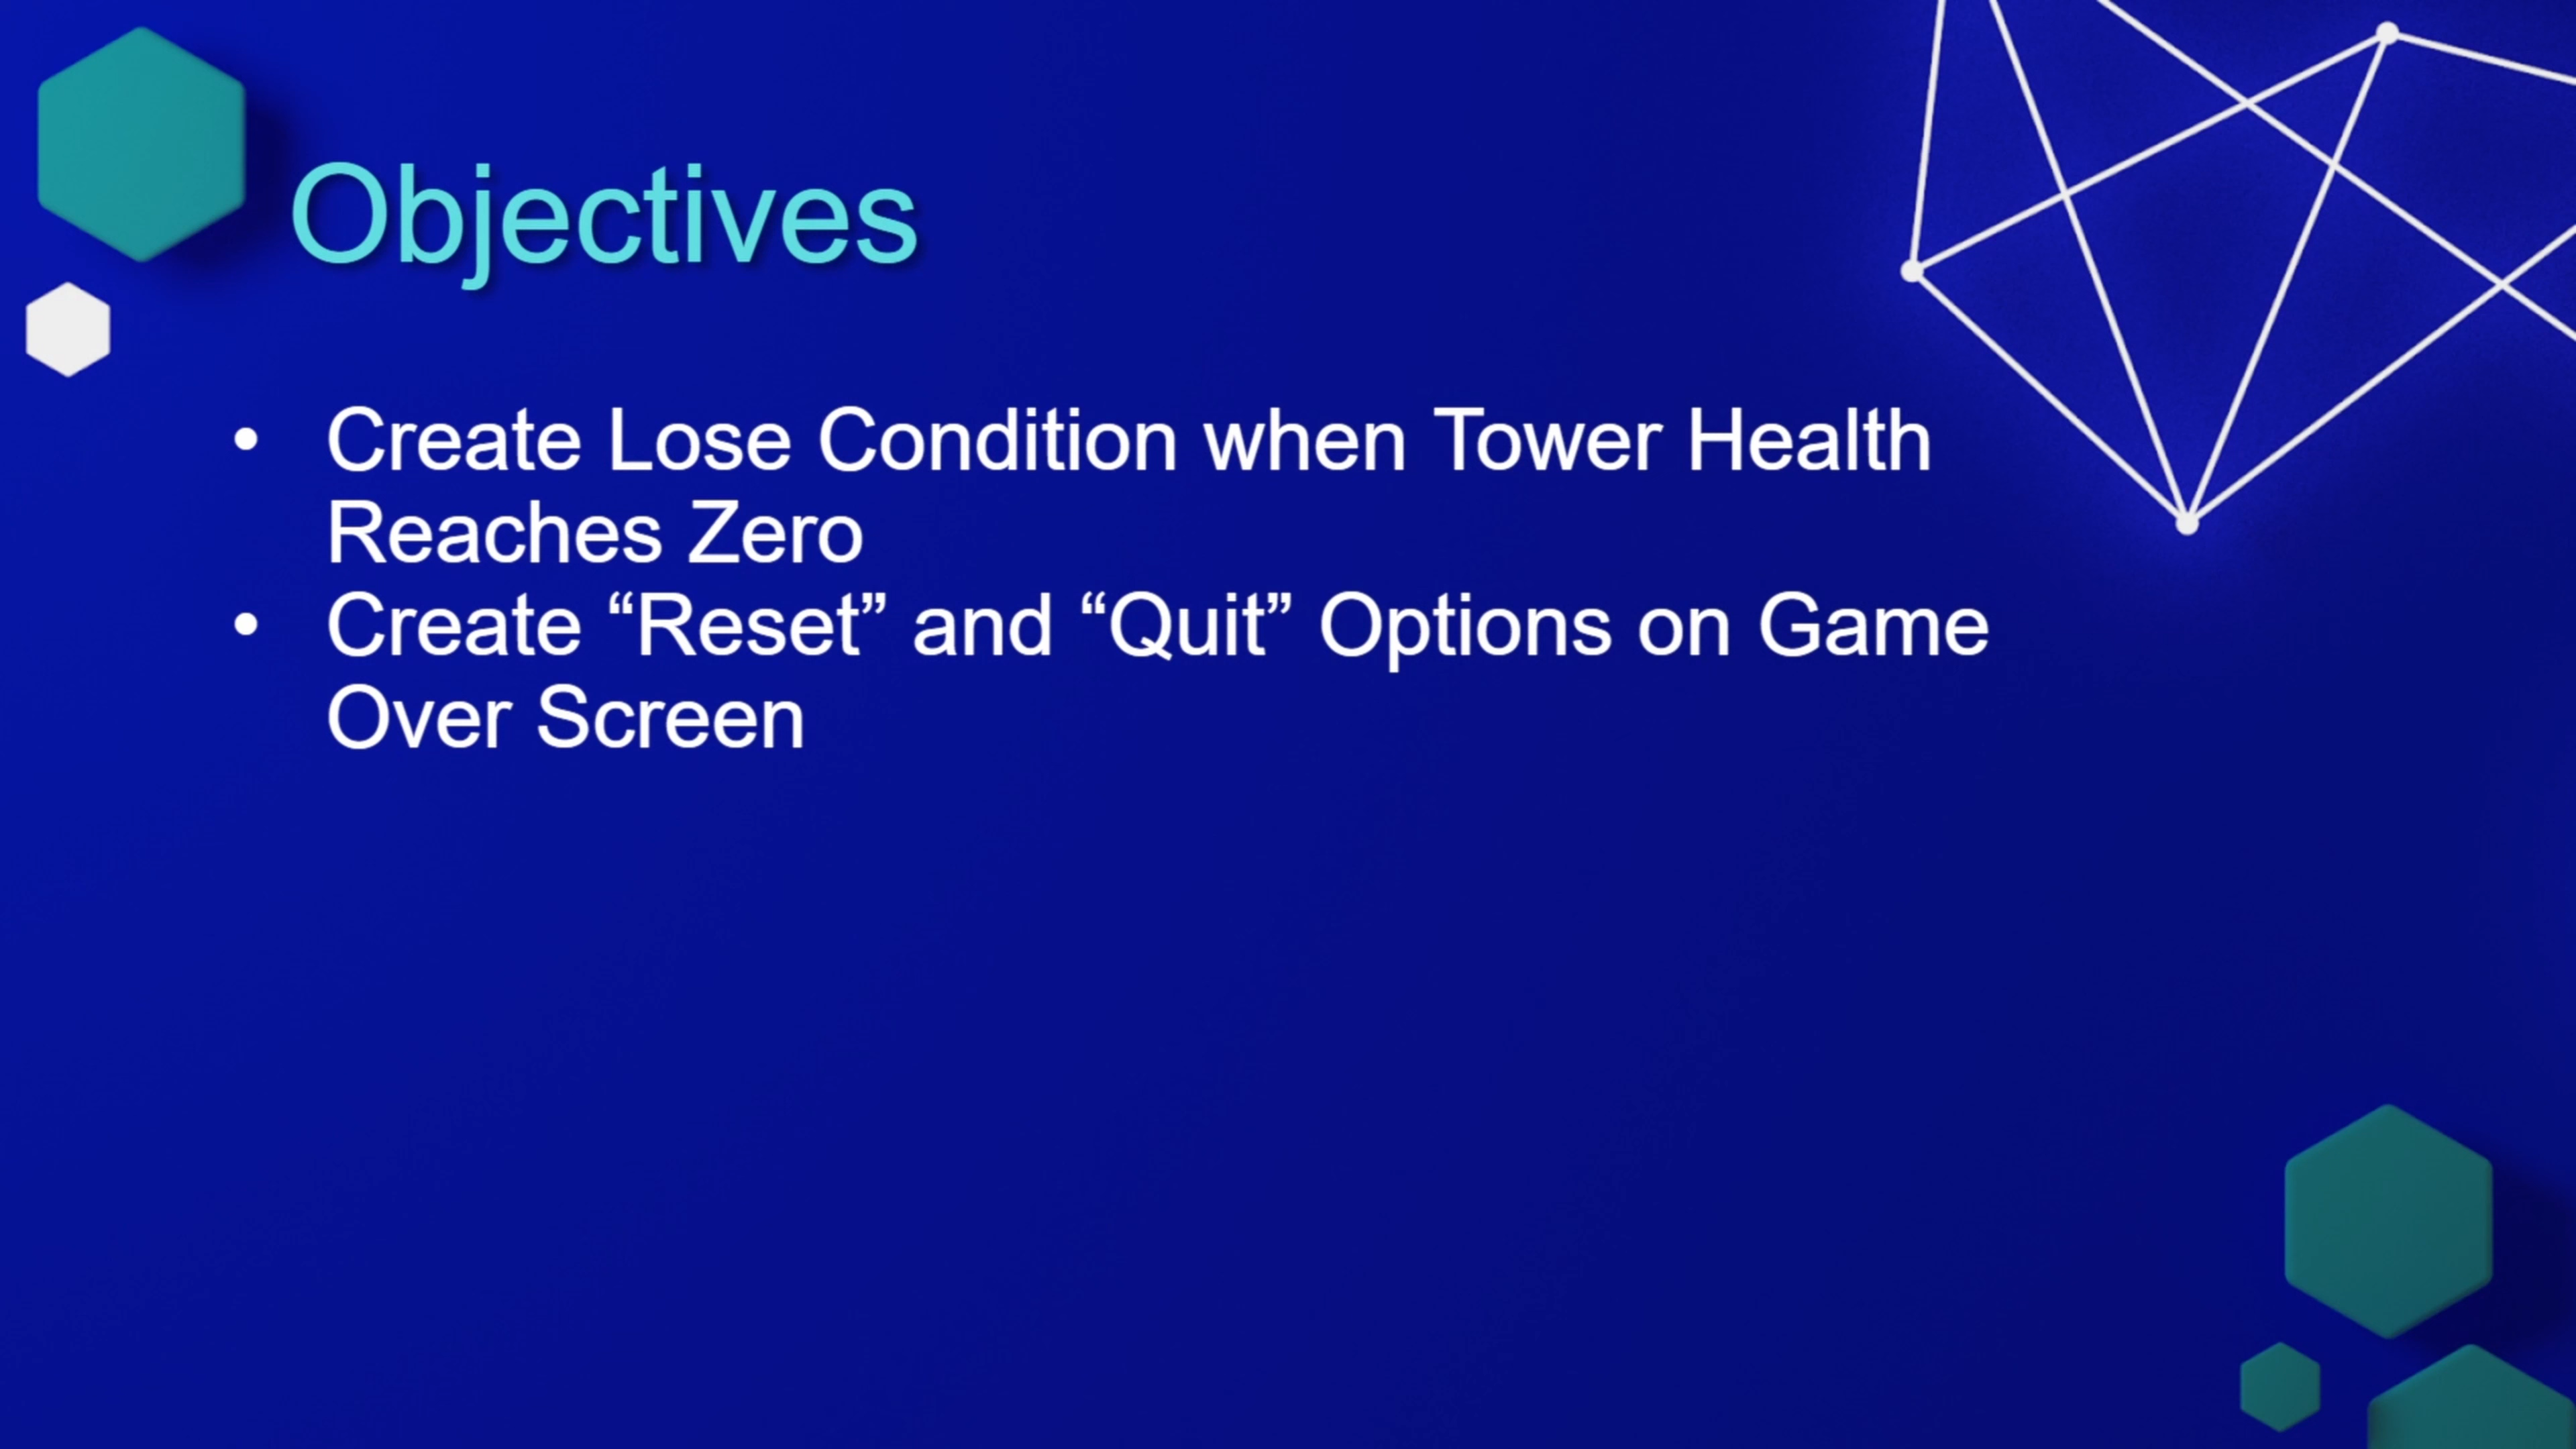 Objectives
• Create Lose Condition when Tower Health
Reaches Zero
• Create “Reset” and “Quit” Options on Game
Over Screen